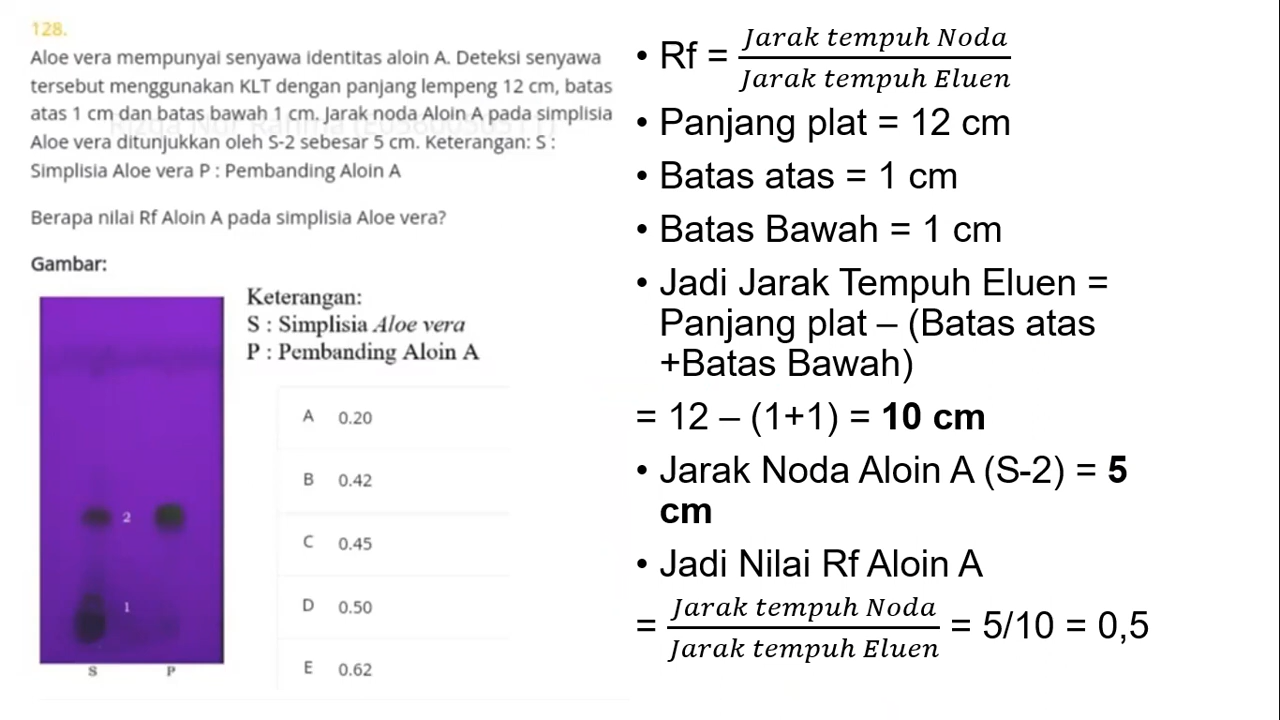 128.
Aloe vera mempunyai senyawa identitas aloin A. Deteksi senyawa
tersebut menggunakan KLT dengan panjang lempeng 12 cm, batas
atas 1 cm dan batas bawah 1 cm. Jarak noda Aloin A pada simplisia
Aloe vera ditunjukkan oleh S-2 sebesar 5 cm. Keterangan: S :
Simplisia Aloe vera P : Pembanding Aloin A
Berapa nilai Rf Aloin A pada simplisia Aloe vera?
Gambar:
Keterangan:
S : Simplisia Aloe vera
P : Pembanding Aloin A
2
1
S P
A 0.20
B 0.42
C 0.45
D 0.50
E 0.62
• Rf = Jarak tempuh Noda
Jarak tempuh Eluen
• Panjang plat = 12 cm
• Batas atas = 1 cm
• Batas Bawah = 1 cm
• Jadi Jarak Tempuh Eluen =
Panjang plat – (Batas atas
+Batas Bawah)
= 12 – (1+1) = 10 cm
• Jarak Noda Aloin A (S-2) = 5
cm
• Jadi Nilai Rf Aloin A
= Jarak tempuh Noda
Jarak tempuh Eluen = 5/10 = 0,5